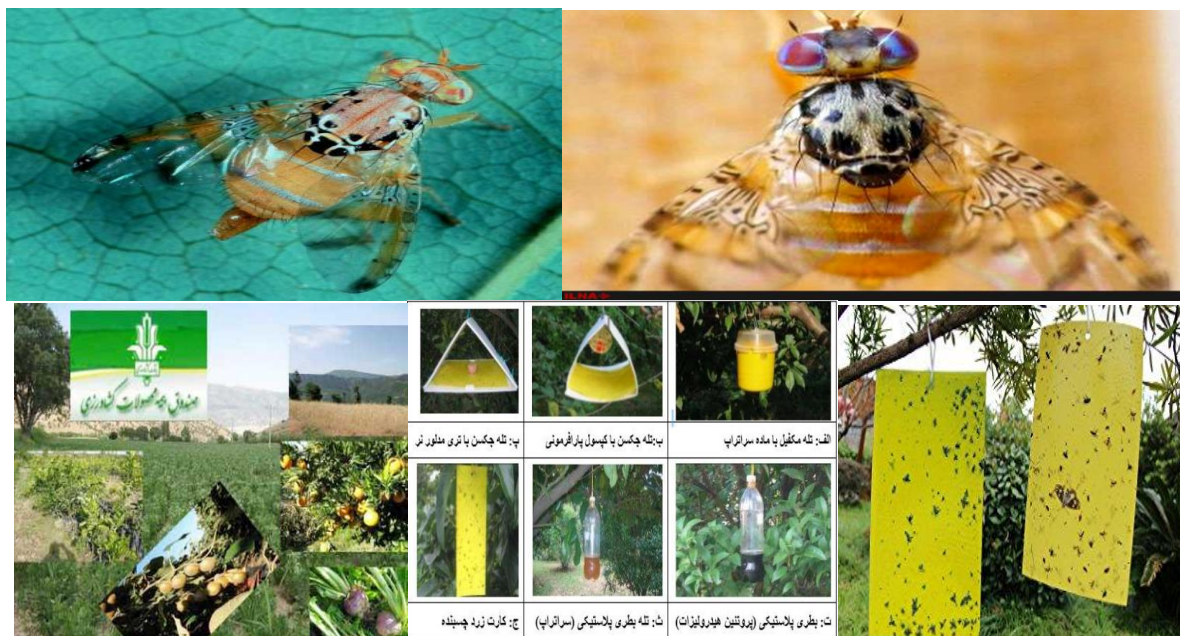 ILNA
صندوق بیمه محصولات کشاورزی
الف: تله مکفیل با ماده سراتراپ
ب:تله جکسن با کپسول پارافرمونی
پ: تله جکسن با تری مدلور نر
ت: بطری پلاستیکی (پروتئین هیدرولیزات)
ث: تله بطری پلاستیکی (سراتراپ)
ج: کارت زرد چسبنده